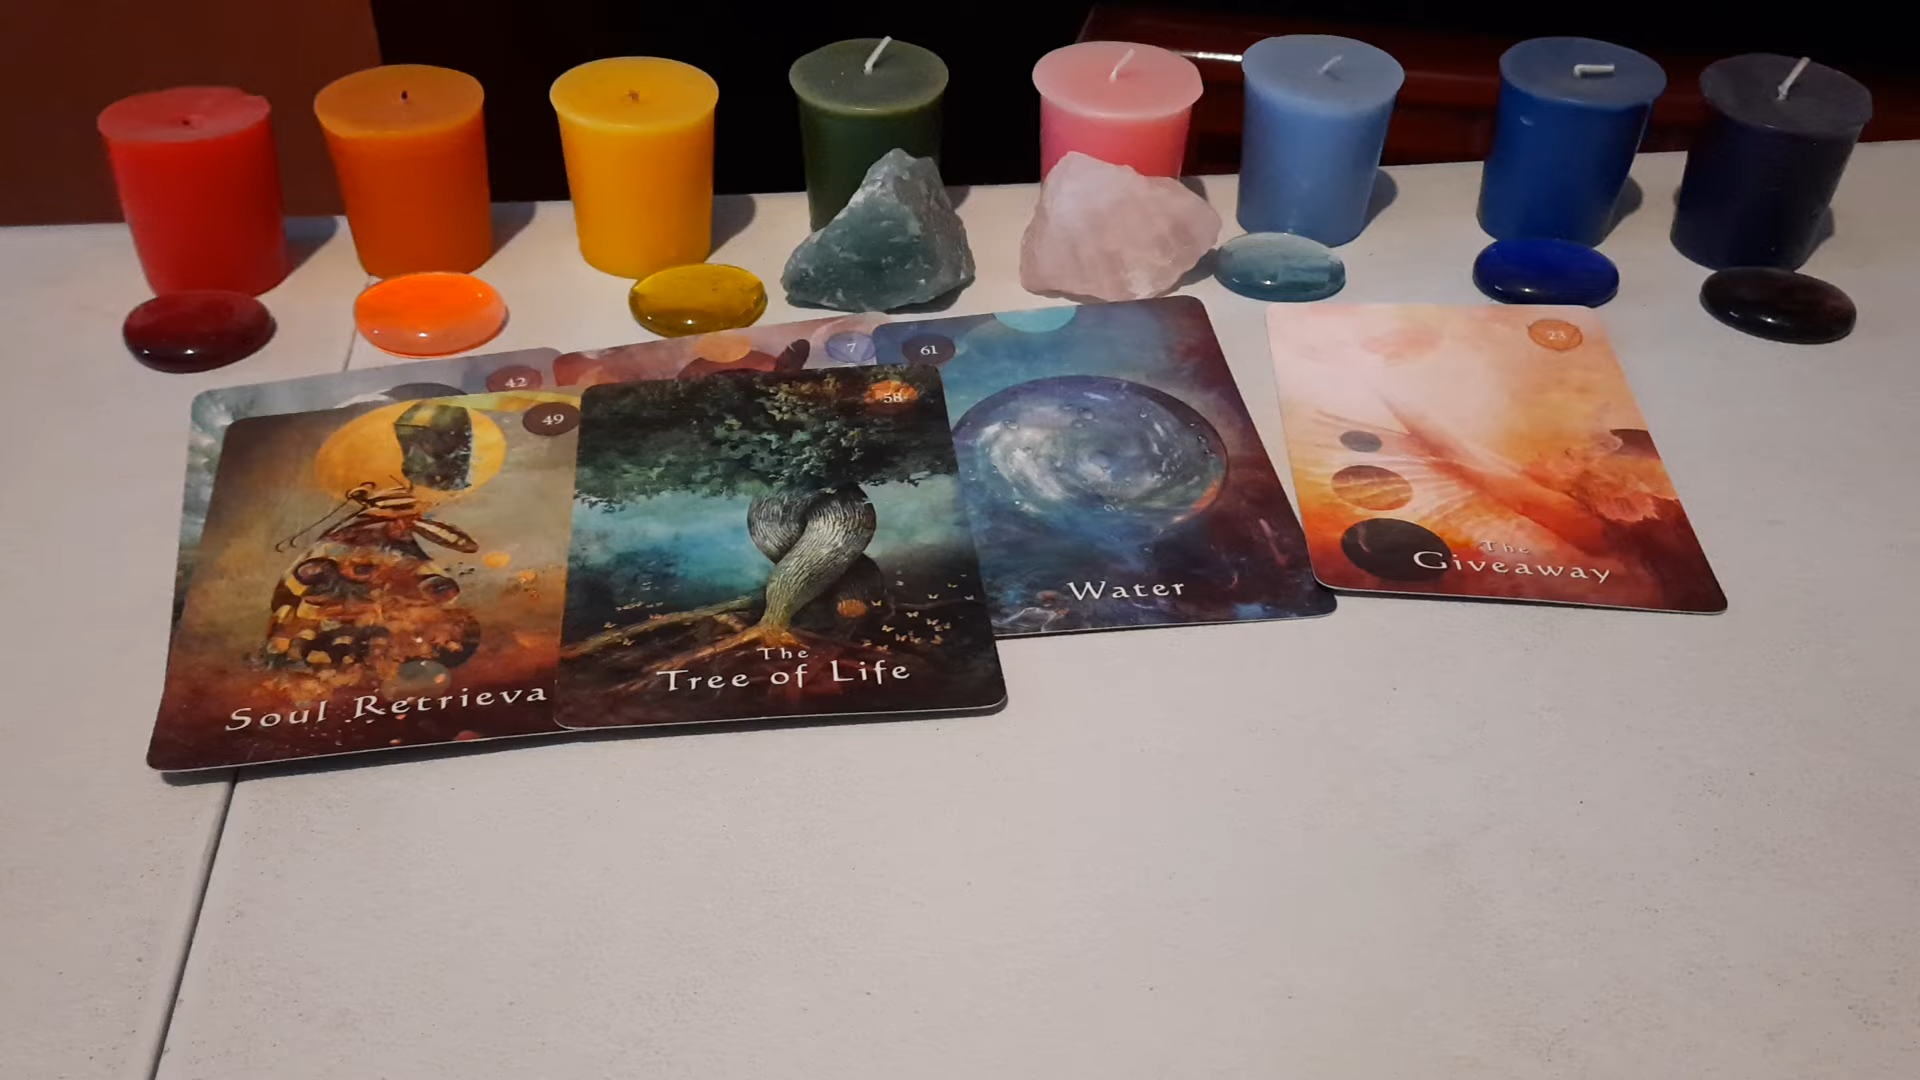 42
7
61
23
49
Soul Retrieva
58
The
Tree of Life
Water
The
Giveaway